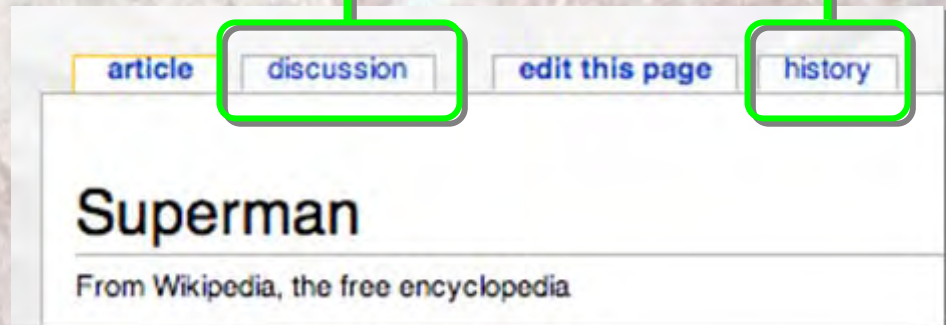 article discussion edit this page history
Superman
From Wikipedia, the free encyclopedia